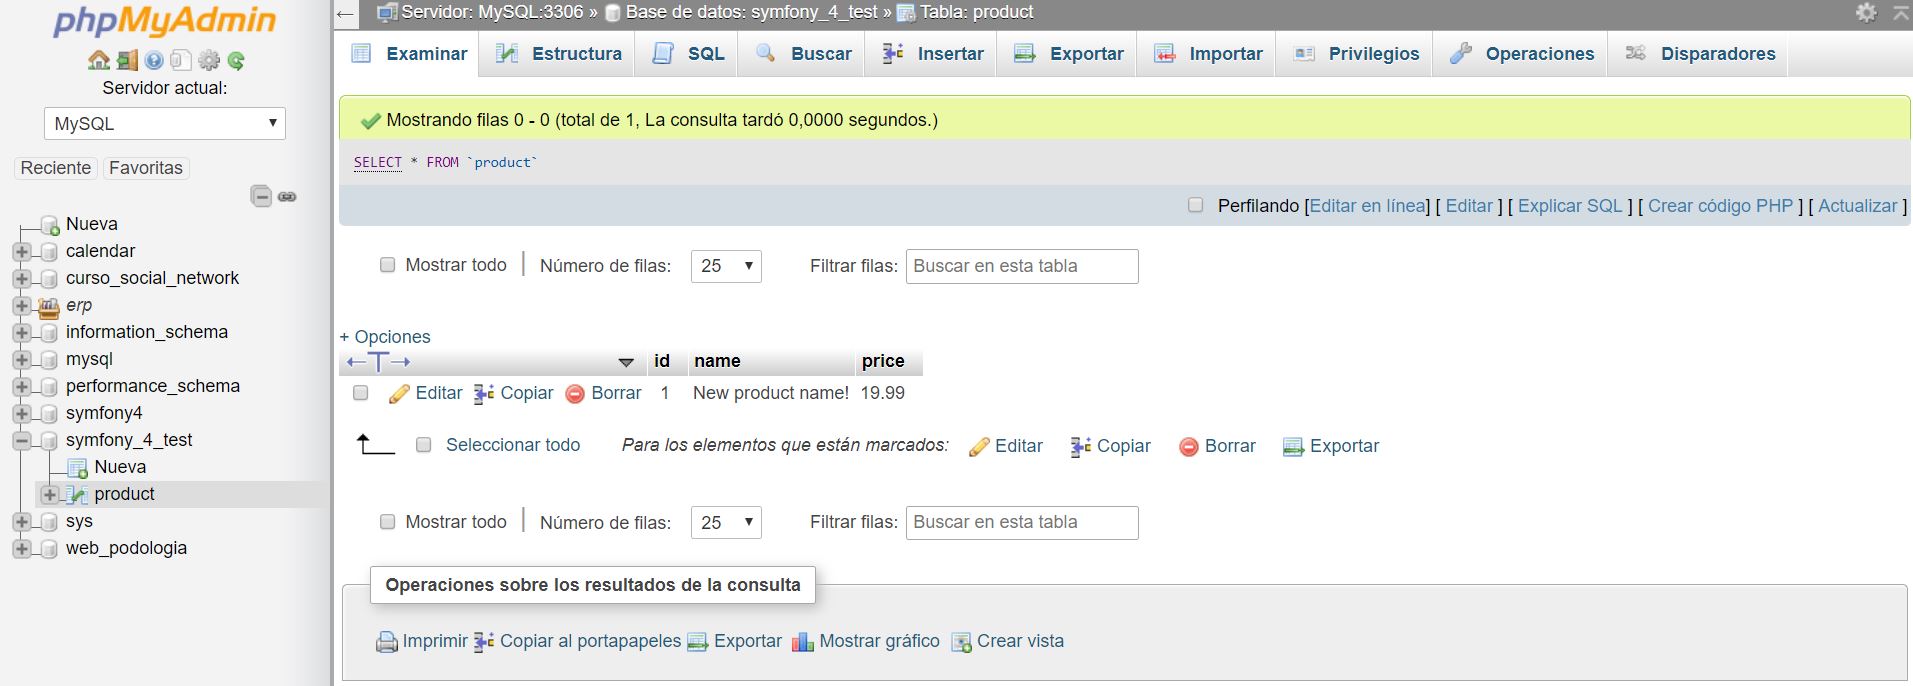 phpMyAdmin
Servidor actual:
MySQL
Reciente Favoritas
Nueva
calendar
curso_social_network
erp
information_schema
mysql
performance_schema
symfony4
symfony_4_test
Nueva
product
sys
web_podologia
Servidor: MySQL:3306 » Base de datos: symfony_4_test » Tabla: product
Examinar Estructura SQL Buscar Insertar Exportar Importar Privilegios Operaciones Disparadores
Mostrando filas 0 - 0 (total de 1, La consulta tardó 0,0000 segundos.)
SELECT * FROM `product`
Perfilando [Editar en línea] [ Editar ] [ Explicar SQL ] [ Crear código PHP ] [ Actualizar ]
Mostrar todo | Número de filas: 25 Filtrar filas: Buscar en esta tabla
+ Opciones
←T→ id name price
Editar Copiar Borrar 1 New product name! 19.99
Seleccionar todo Para los elementos que están marcados: Editar Copiar Borrar Exportar
Mostrar todo | Número de filas: 25 Filtrar filas: Buscar en esta tabla
Operaciones sobre los resultados de la consulta
Imprimir Copiar al portapapeles Exportar Mostrar gráfico Crear vista